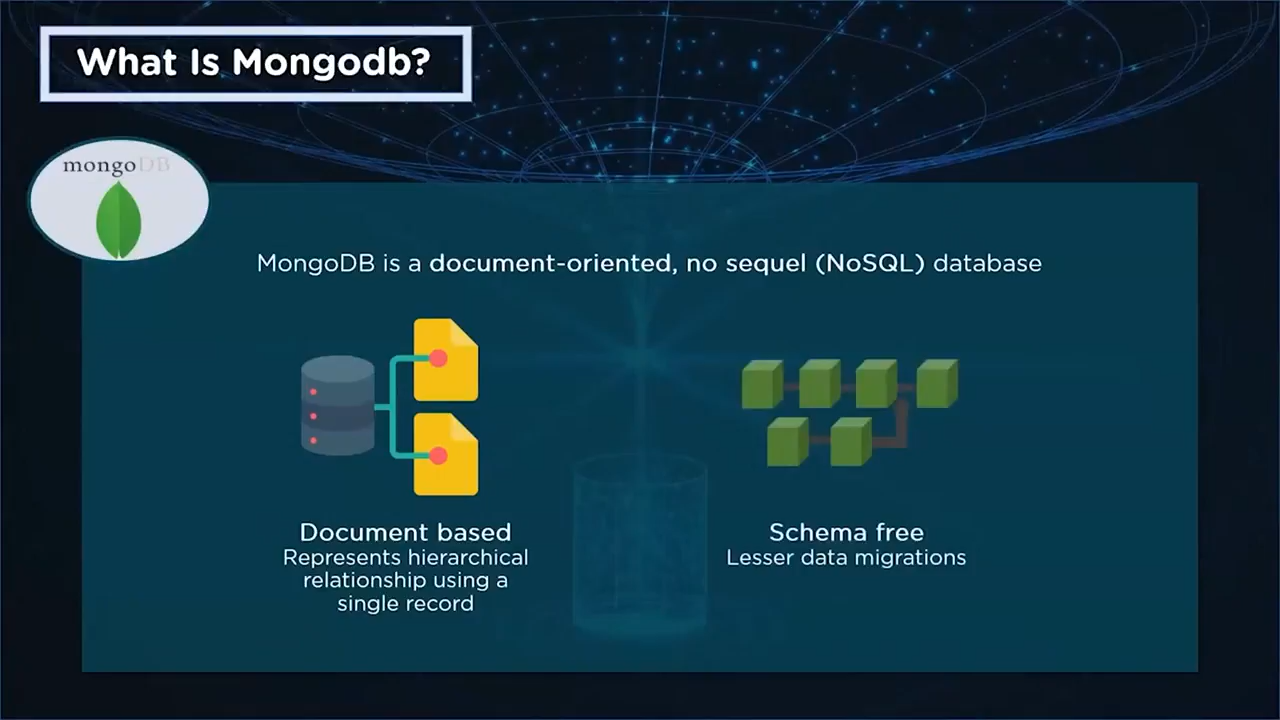 What Is Mongodb?
mongoDB
MongoDB is a document-oriented, no sequel (NoSQL) database
Document based
Represents hierarchical
relationship using a
single record
Schema free
Lesser data migrations